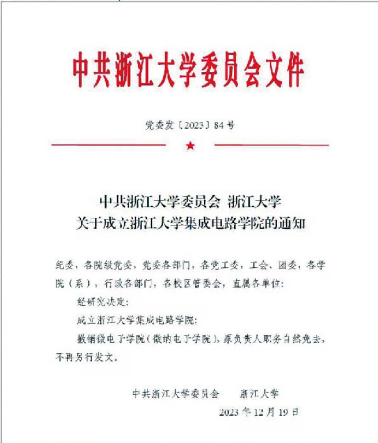 中共浙江大学委员会文件
党委发〔2023〕84号
中共浙江大学委员会 浙江大学
关于成立浙江大学集成电路学院的通知
纪委，各院级党委，党委各部门，各党工委，工会、团委，各学
院（系），行政各部门，各校区管委会，直属各单位：
经研究决定：
成立浙江大学集成电路学院；
撤销微电子学院（微纳电子学院），原负责人职务自然免去，
不再另行发文。
中共浙江大学委员会 浙江大学
2023年12月19日